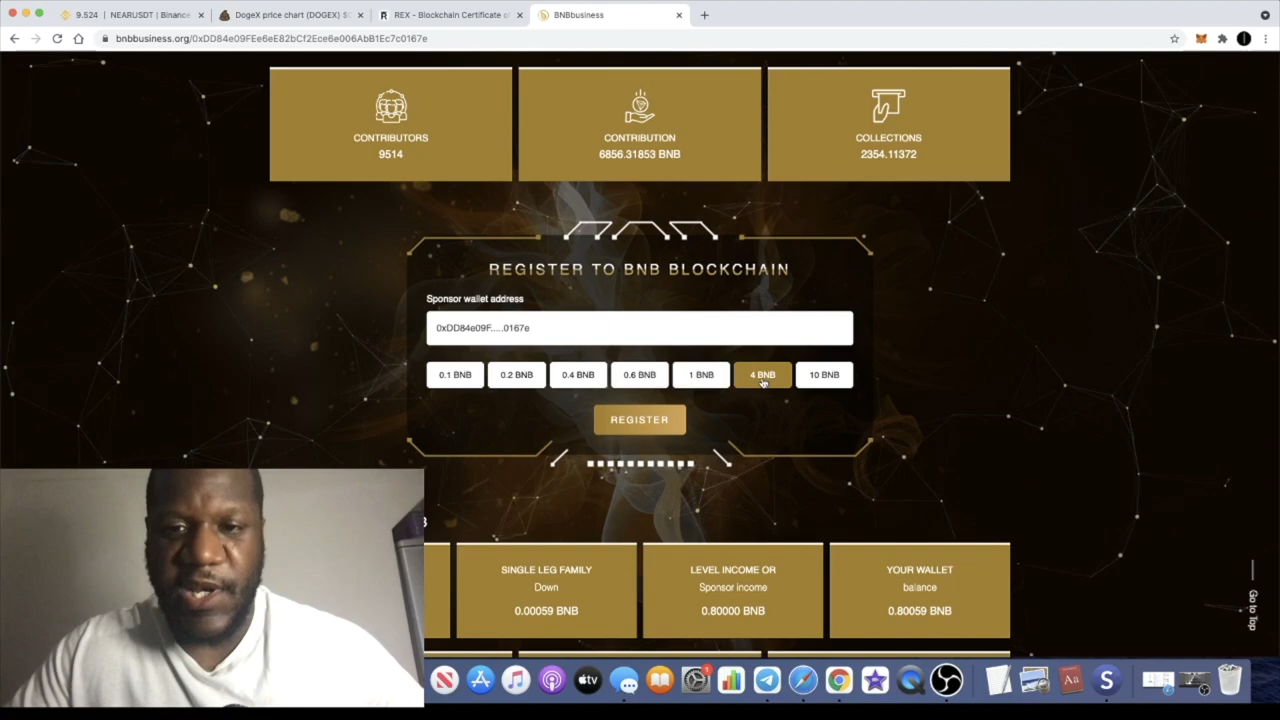 9.524 | NEARUSDT | Binance
DogeX price chart (DOGEX) $
REX - Blockchain Certificate of
BNBbusiness
bnbbusiness.org/0xDD84e09FEe6eE82bCf2Ece6e006AbB1Ec7c0167e
CONTRIBUTORS
9514
CONTRIBUTION
6856.31853 BNB
COLLECTIONS
2354.11372
REGISTER TO BNB BLOCKCHAIN
Sponsor wallet address
0xDD84e09F.....0167e
0.1 BNB 0.2 BNB 0.4 BNB 0.6 BNB 1 BNB 4 BNB 10 BNB
REGISTER
SINGLE LEG FAMILY
Down
0.00059 BNB
LEVEL INCOME OR
Sponsor income
0.80000 BNB
YOUR WALLET
balance
0.80059 BNB
Go to Top
tv
1
Aa
S